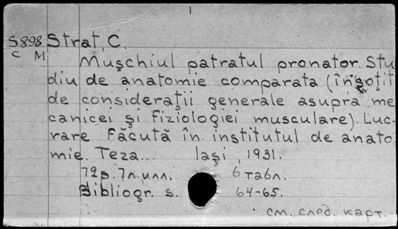 1
S898 Strat, C.
C M
Muşchiul patratul pronator. Stu
diu de anatomie comparata (însoţit
de consideraţii generale asupra me
canicei şi fiziologiei musculare). Luc-
rare făcută în institutul de anato-
mie. Teza... Iaşi, 1931.
72 p. 7 л. илл. 6 табл.
Bibliogr. s. 64-65.
см. след. карт.